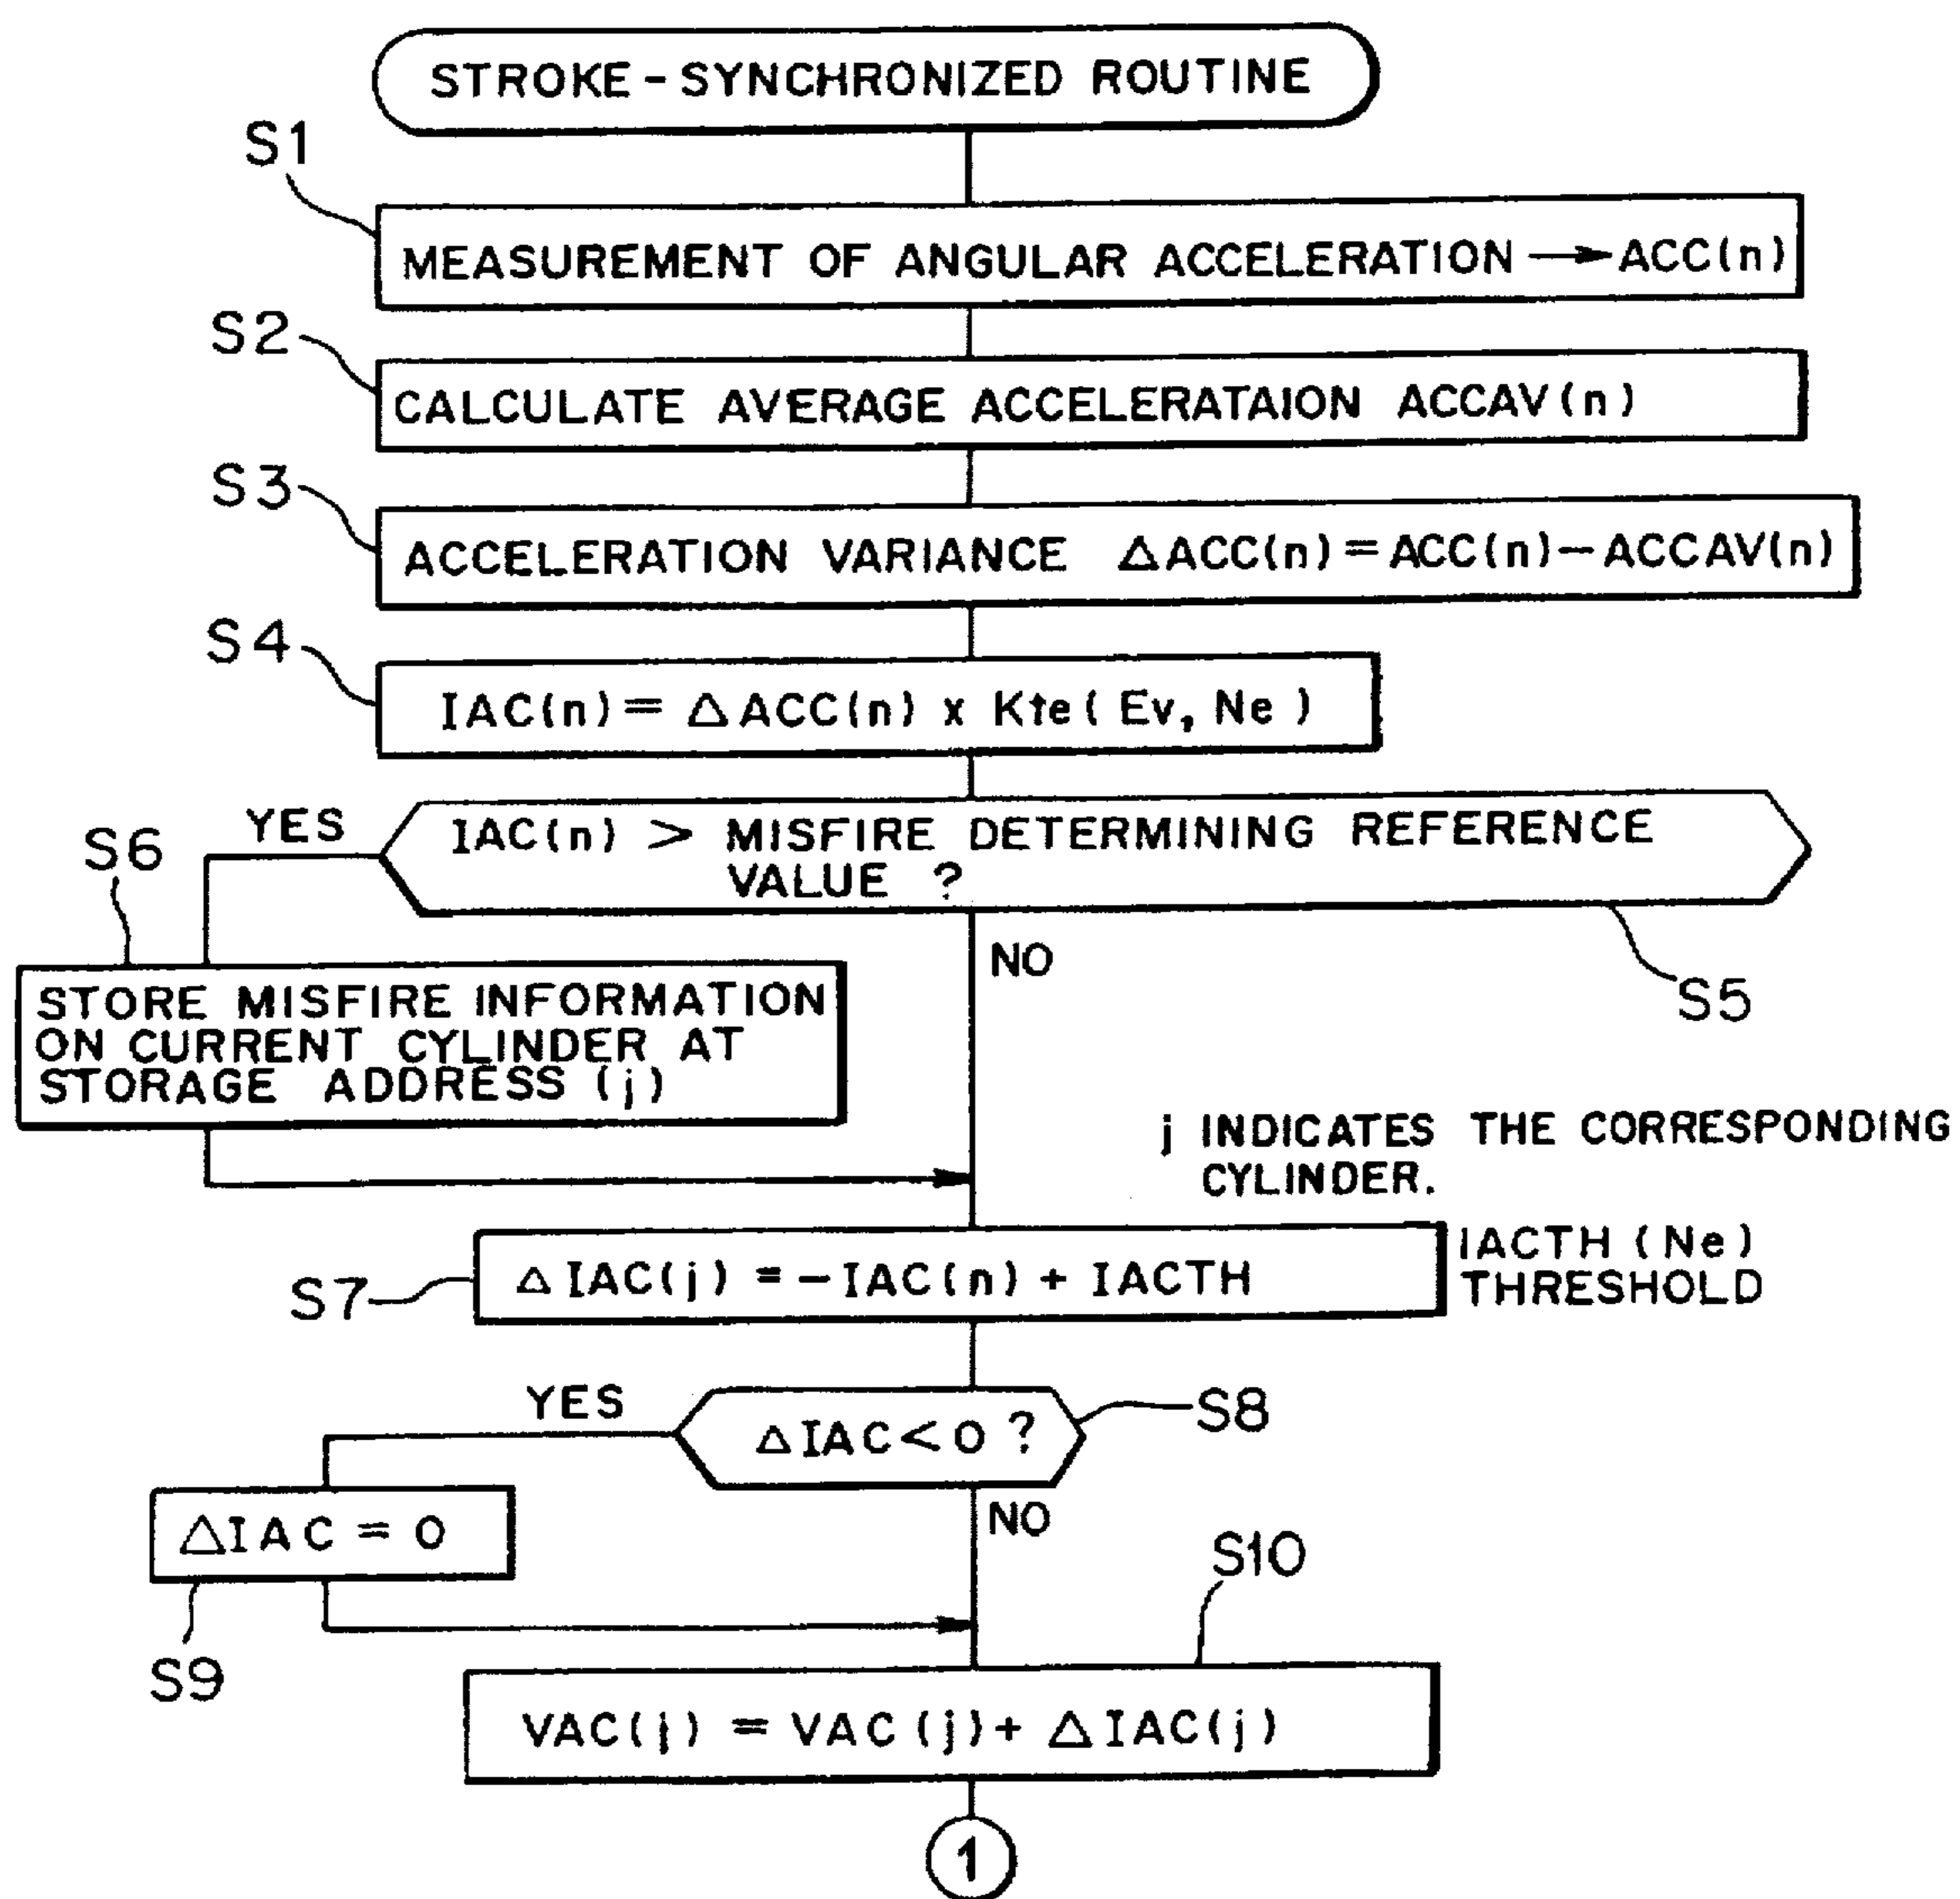 STROKE-SYNCHRONIZED ROUTINE
S1
MEASUREMENT OF ANGULAR ACCELERATION → ACC(n)
S2
CALCULATE AVERAGE ACCELERATAION ACCAV(n)
S3
ACCELERATION VARIANCE ΔACC(n)=ACC(n)−ACCAV(n)
S4
IAC(n) = ΔACC(n) x Kte(Ev, Ne)
YES
IAC(n) > MISFIRE DETERMINING REFERENCE
VALUE ?
S6
NO
S5
STORE MISFIRE INFORMATION
ON CURRENT CYLINDER AT
STORAGE ADDRESS (j)
j INDICATES THE CORRESPONDING
CYLINDER.
S7
ΔIAC(j) = −IAC(n) + IACTH
IACTH (Ne)
THRESHOLD
YES
ΔIAC<0 ?
S8
NO
ΔIAC = 0
S9
S10
VAC(j) = VAC(j)+ ΔIAC(j)
1